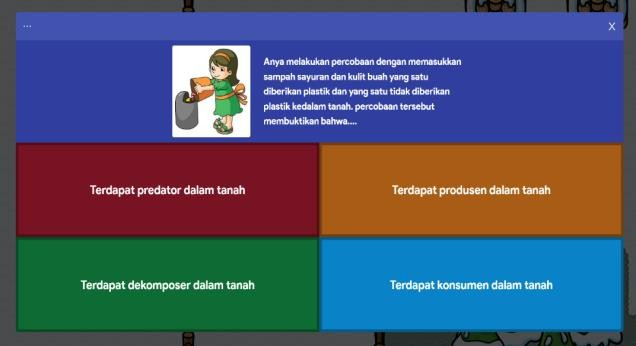 ...
X
Anya melakukan percobaan dengan memasukkan
sampah sayuran dan kulit buah yang satu
diberikan plastik dan yang satu tidak diberikan
plastik kedalam tanah. percobaan tersebut
membuktikan bahwa....
Terdapat predator dalam tanah
Terdapat produsen dalam tanah
Terdapat dekomposer dalam tanah
Terdapat konsumen dalam tanah